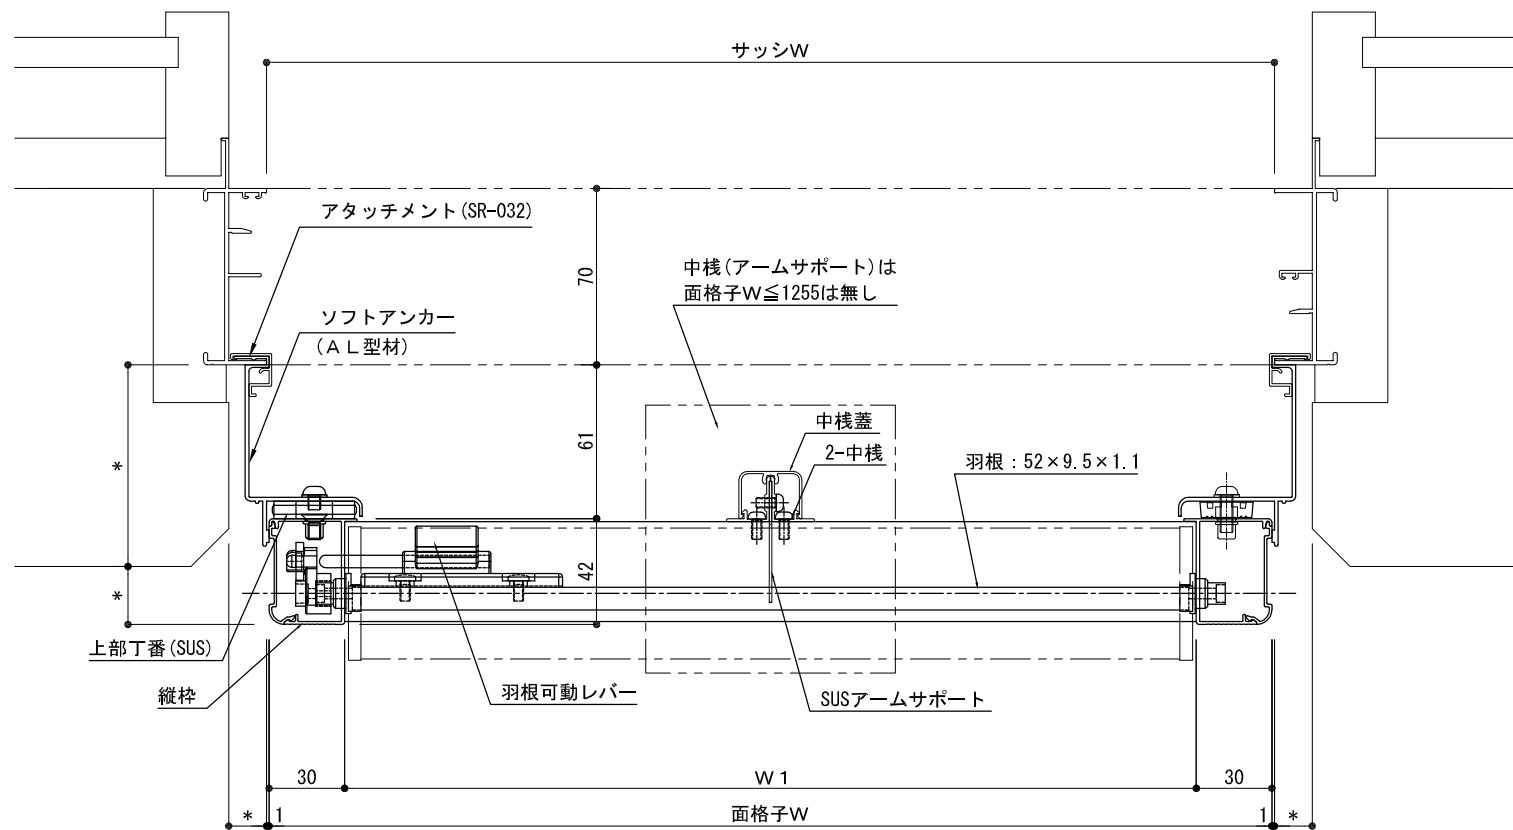 サッシW
アタッチメント(SR-032)
70
中桟(アームサポート)は
面格子W≦1255は無し
ソフトアンカー
(AL型材)
中桟蓋
61
2-中桟
*
羽根：52×9.5×1.1
42
*
上部丁番(SUS)
縦枠
羽根可動レバー
SUSアームサポート
30
W1
30
*
1
面格子W
1
*